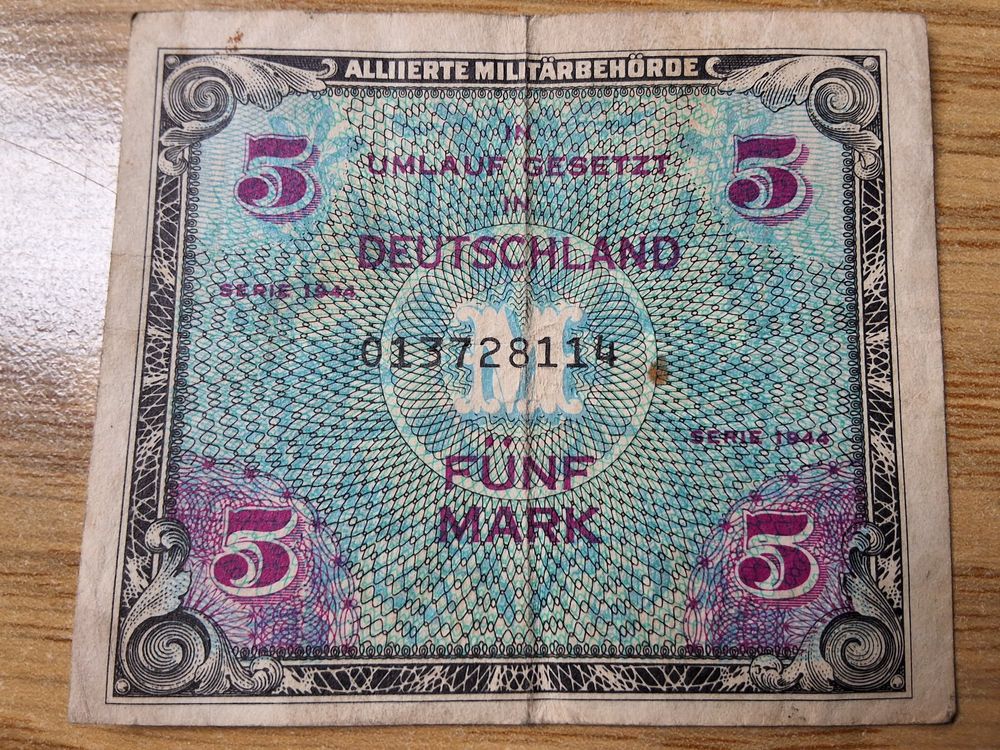 ALLIIERTE MILITÄRBEHÖRDE
5 5
IN
UMLAUF GESETZT
IN
DEUTSCHLAND
SERIE 1944
M
013728114
SERIE 1944
FÜNF
MARK
5 5